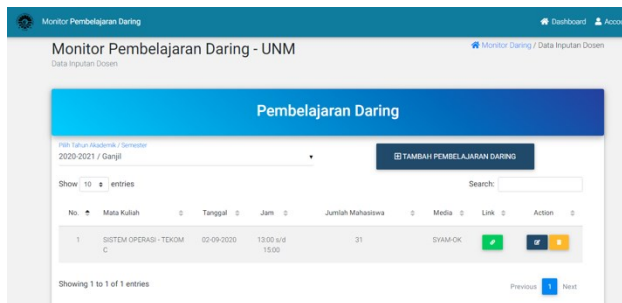 Monitor Pembelajaran Daring
Dashboard Accou
Monitor Pembelajaran Daring - UNM
Monitor Daring / Data Inputan Dosen
Data Inputan Dosen
Pembelajaran Daring
Pilih Tahun Akademik / Semester
2020-2021 / Ganjil
TAMBAH PEMBELAJARAN DARING
Show 10 entries
Search:
No. Mata Kuliah Tanggal Jam Jumlah Mahasiswa Media Link Action
1 SISTEM OPERASI - TEKOM 02-09-2020 13:00 s/d 31 SYAM-OK
C 15:00
Showing 1 to 1 of 1 entries
Previous 1 Next